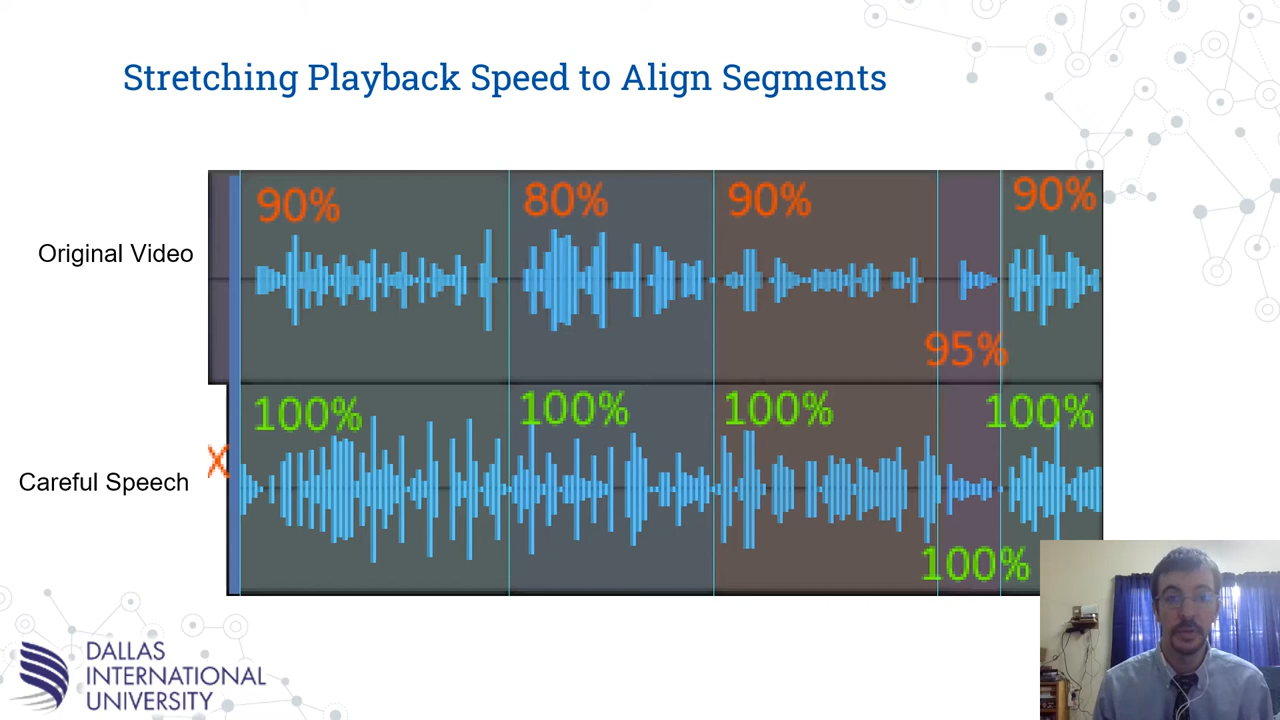 Stretching Playback Speed to Align Segments
90%
80%
90%
90%
Original Video
95%
100%
100%
100%
100%
X
Careful Speech
100%
DALLAS
INTERNATIONAL
UNIVERSITY